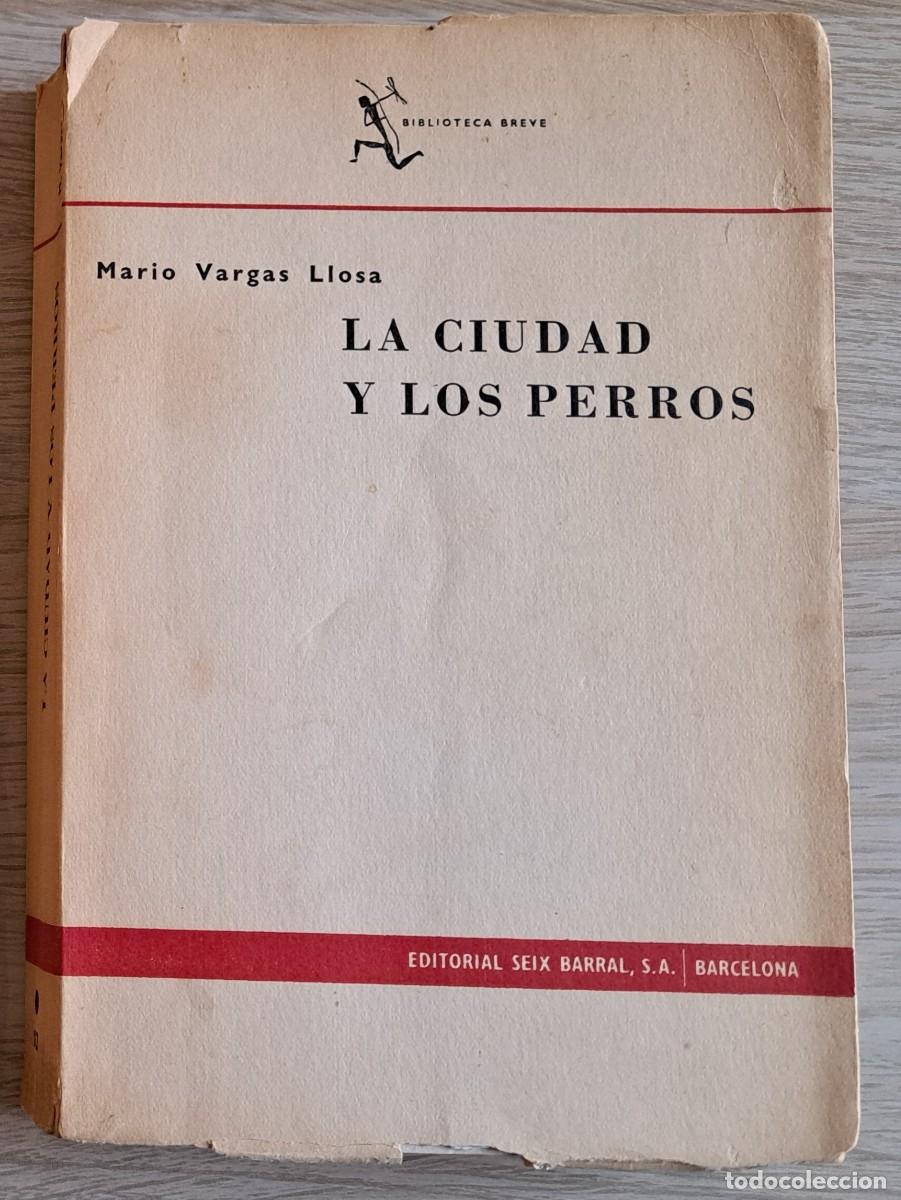 BIBLIOTECA BREVE
Mario Vargas Llosa
LA CIUDAD
Y LOS PERROS
EDITORIAL SEIX BARRAL, S.A. | BARCELONA
LA CIUDAD Y LOS PERROS
todocoleccion